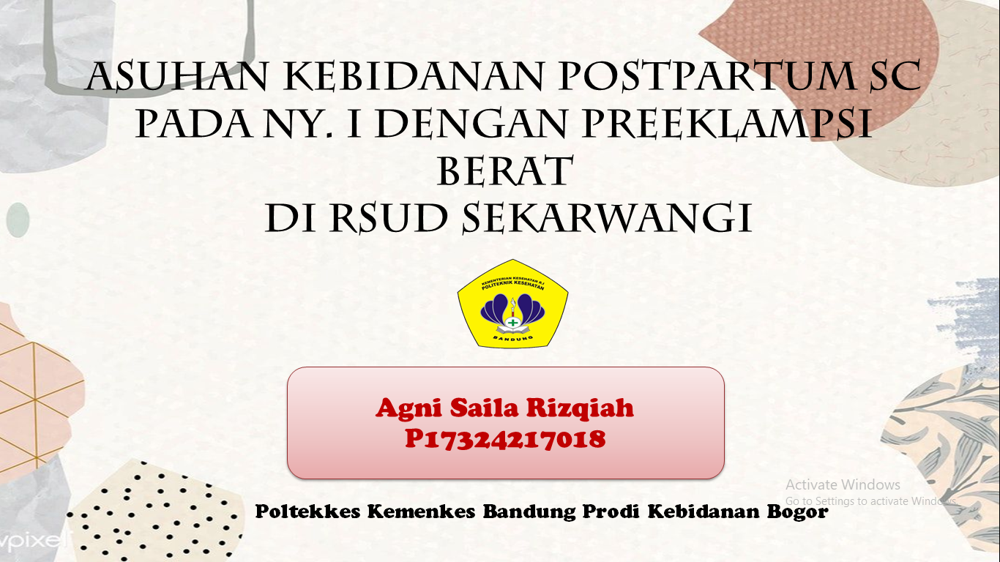 ASUHAN KEBIDANAN POSTPARTUM SC
PADA NY. I DENGAN PREEKLAMPSI
BERAT
DI RSUD SEKARWANGI
KEMENTERIAN KESEHATAN R.I
POLITEKNIK KESEHATAN
BANDUNG
Agni Saila Rizqiah
P17324217018
Activate Windows
Go to Settings to activate Windows.
Poltekkes Kemenkes Bandung Prodi Kebidanan Bogor